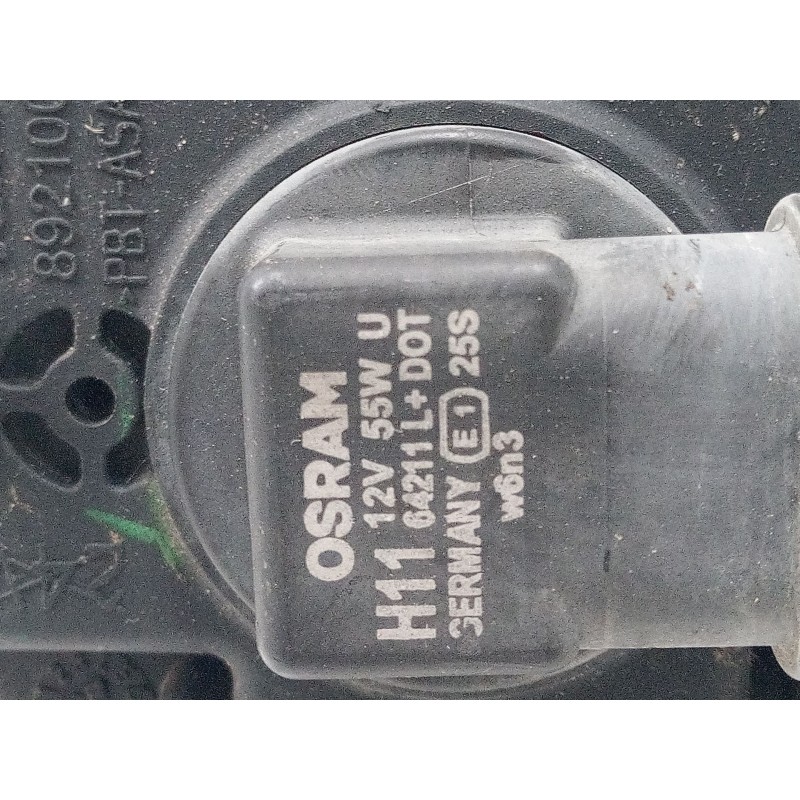 OSRAM
H11 12V 55W U
64211 L+ DOT
GERMANY E1 25S
w6n3
892100
>PBT-ASA